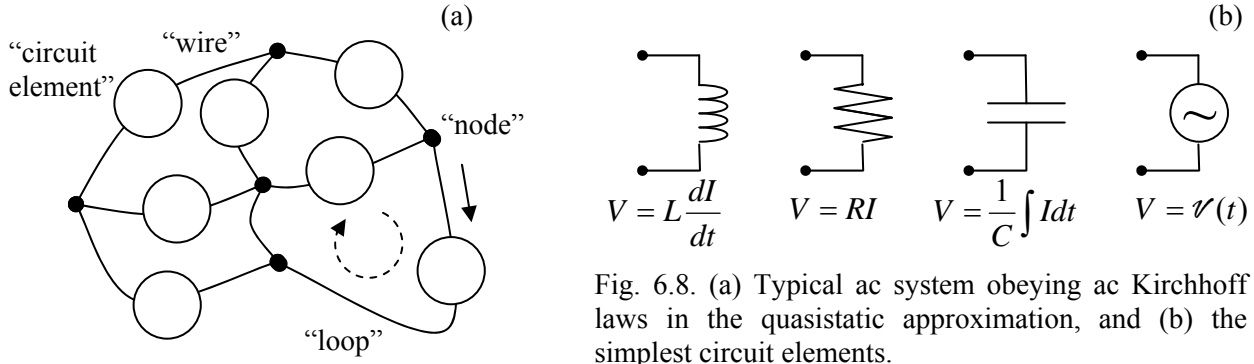 (a)
“circuit
element”
“wire”
“node”
“loop”
(b)
V = L dI/dt
V = RI
V = 1/C ∫ Idt
V = 𝒱(t)
~
Fig. 6.8. (a) Typical ac system obeying ac Kirchhoff
laws in the quasistatic approximation, and (b) the
simplest circuit elements.